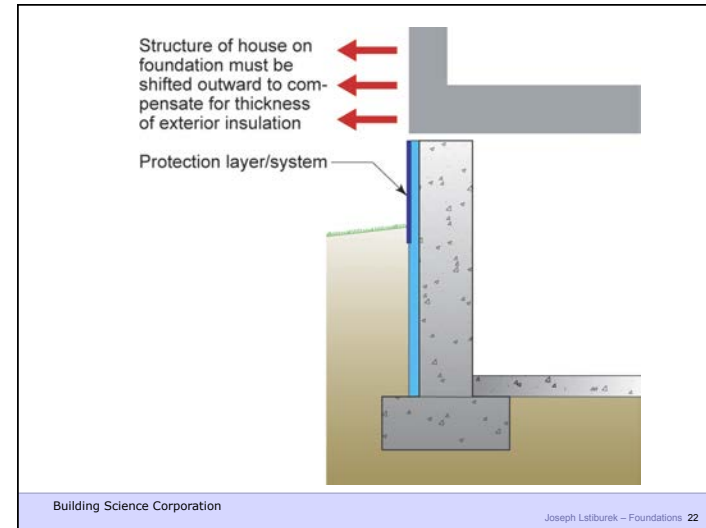 Structure of house on
foundation must be
shifted outward to com-
pensate for thickness
of exterior insulation
Protection layer/system
Building Science Corporation
Joseph Lstiburek – Foundations 22